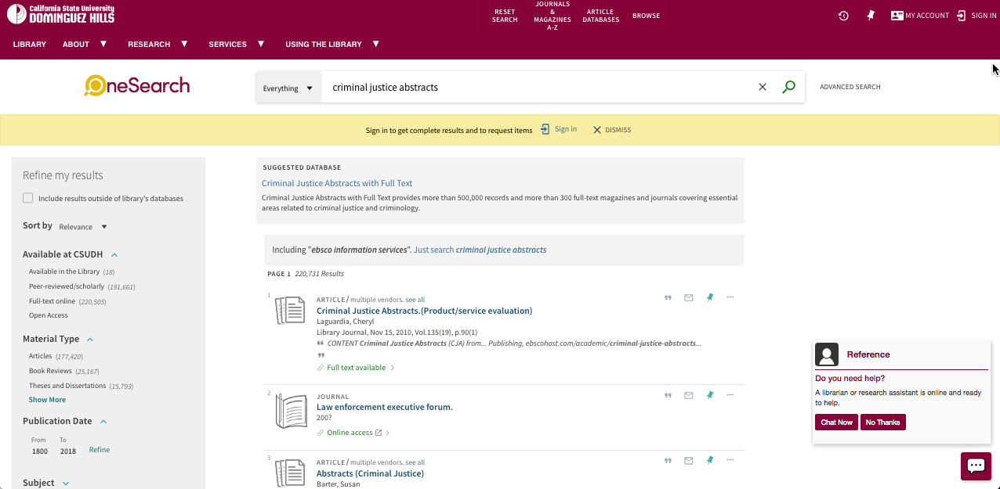 California State University
DOMINGUEZ HILLS
RESET
SEARCH
JOURNALS
&
MAGAZINES
A-Z
ARTICLE
DATABASES
BROWSE
MY ACCOUNT
SIGN IN
LIBRARY
ABOUT
RESEARCH
SERVICES
USING THE LIBRARY
OneSearch
Everything
criminal justice abstracts
ADVANCED SEARCH
Sign in to get complete results and to request items
Sign in
DISMISS
Refine my results
Include results outside of library's databases
Sort by Relevance
Available at CSUDH
Available in the Library (18)
Peer-reviewed/scholarly (191,661)
Full-text online (220,505)
Open Access
Material Type
Articles (177,420)
Book Reviews (25,167)
Theses and Dissertations (15,793)
Show More
Publication Date
From To
1800 2018 Refine
Subject
SUGGESTED DATABASE
Criminal Justice Abstracts with Full Text
Criminal Justice Abstracts with Full Text provides more than 500,000 records and more than 300 full-text magazines and journals covering essential
areas related to criminal justice and criminology.
Including "ebsco information services". Just search criminal justice abstracts
PAGE 1 220,731 Results
1
ARTICLE / multiple vendors. see all
Criminal Justice Abstracts.(Product/service evaluation)
Laguardia, Cheryl
Library Journal, Nov 15, 2010, Vol.135(19), p.90(1)
❝ CONTENT Criminal Justice Abstracts (CJA) from... Publishing, ebscohost.com/academic/criminal-justice-abstracts...
❞
Full text available
2
JOURNAL
Law enforcement executive forum.
200?
Online access
3
ARTICLE / multiple vendors. see all
Abstracts (Criminal Justice)
Barter, Susan
Reference
Do you need help?
A librarian or research assistant is online and ready
to help.
Chat Now
No Thanks